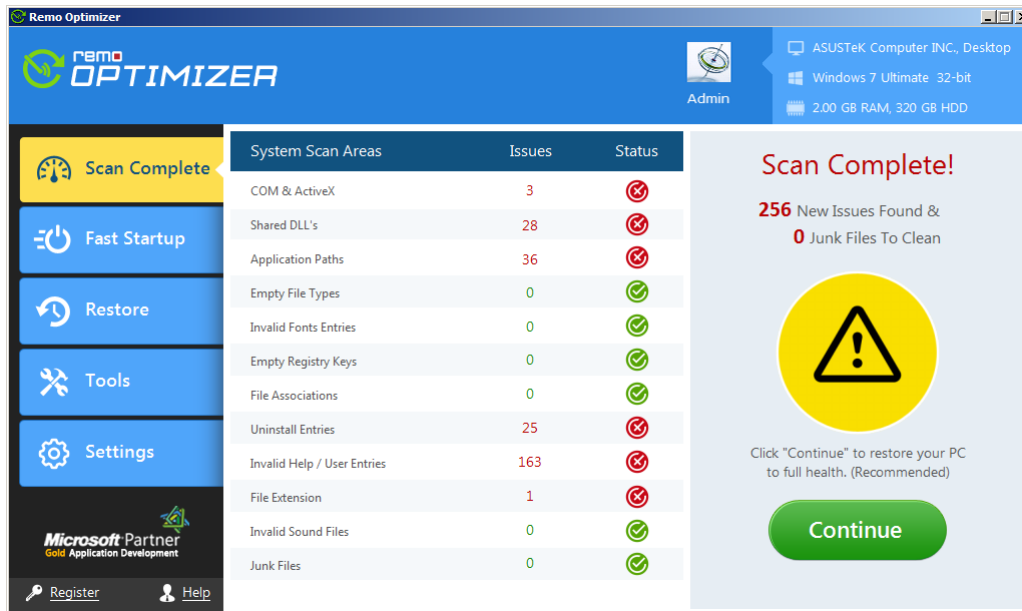 Remo Optimizer
remo
OPTIMIZER
Admin
ASUSTeK Computer INC., Desktop
Windows 7 Ultimate 32-bit
2.00 GB RAM, 320 GB HDD
Scan Complete
Fast Startup
Restore
Tools
Settings
Microsoft Partner
Gold Application Development
Register Help
System Scan Areas Issues Status
COM & ActiveX 3
Shared DLL's 28
Application Paths 36
Empty File Types 0
Invalid Fonts Entries 0
Empty Registry Keys 0
File Associations 0
Uninstall Entries 25
Invalid Help / User Entries 163
File Extension 1
Invalid Sound Files 0
Junk Files 0
Scan Complete!
256 New Issues Found &
0 Junk Files To Clean
Click "Continue" to restore your PC
to full health. (Recommended)
Continue